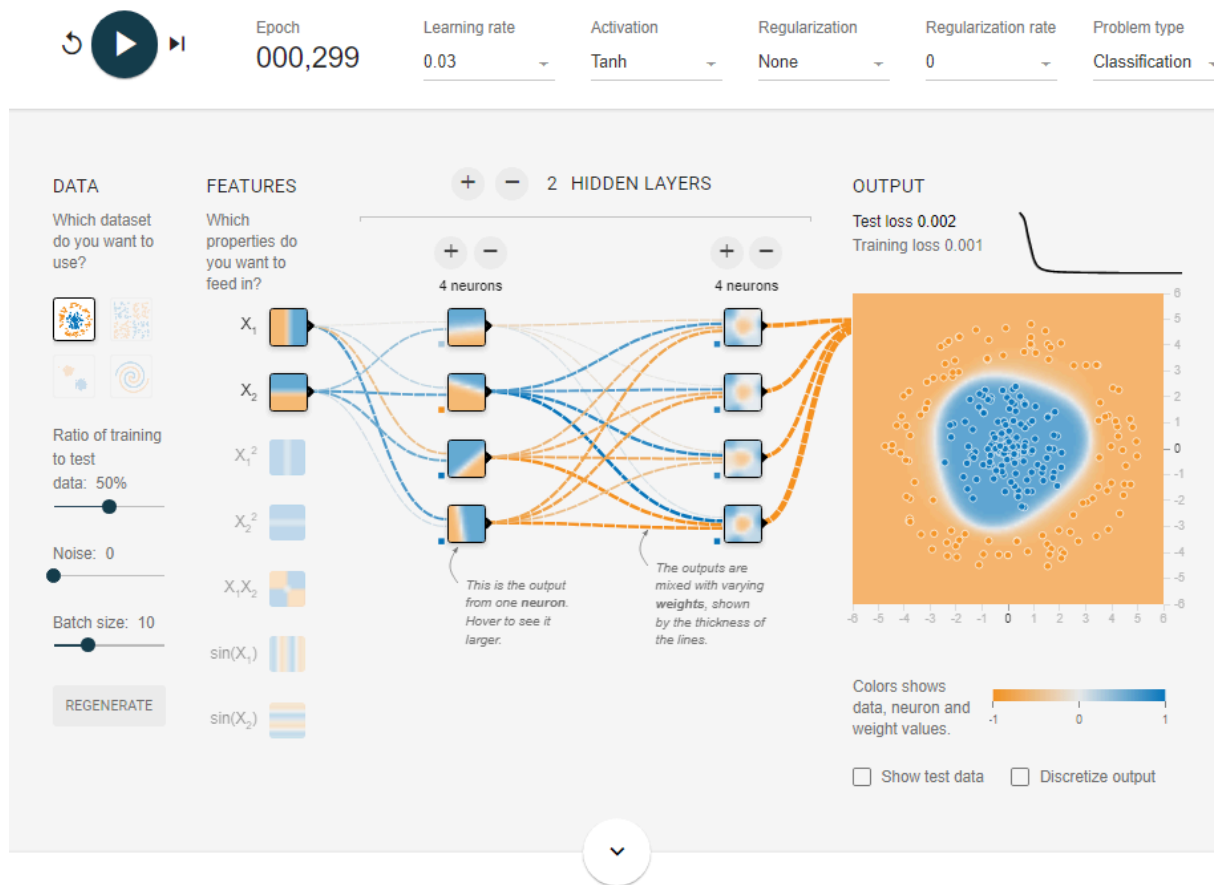 Epoch
000,299
Learning rate
0.03
Activation
Tanh
Regularization
None
Regularization rate
0
Problem type
Classification
DATA
Which dataset
do you want to
use?
Ratio of training
to test
data: 50%
Noise: 0
Batch size: 10
REGENERATE
FEATURES
Which
properties do
you want to
feed in?
X₁
X₂
X₁²
X₂²
X₁X₂
sin(X₁)
sin(X₂)
+ − 2 HIDDEN LAYERS
+ −
4 neurons
+ −
4 neurons
This is the output
from one neuron.
Hover to see it
larger.
The outputs are
mixed with varying
weights, shown
by the thickness of
the lines.
OUTPUT
Test loss 0.002
Training loss 0.001
6
5
4
3
2
1
0
-1
-2
-3
-4
-5
-6
-6 -5 -4 -3 -2 -1 0 1 2 3 4 5 6
Colors shows
data, neuron and
weight values.
-1 0 1
Show test data
Discretize output